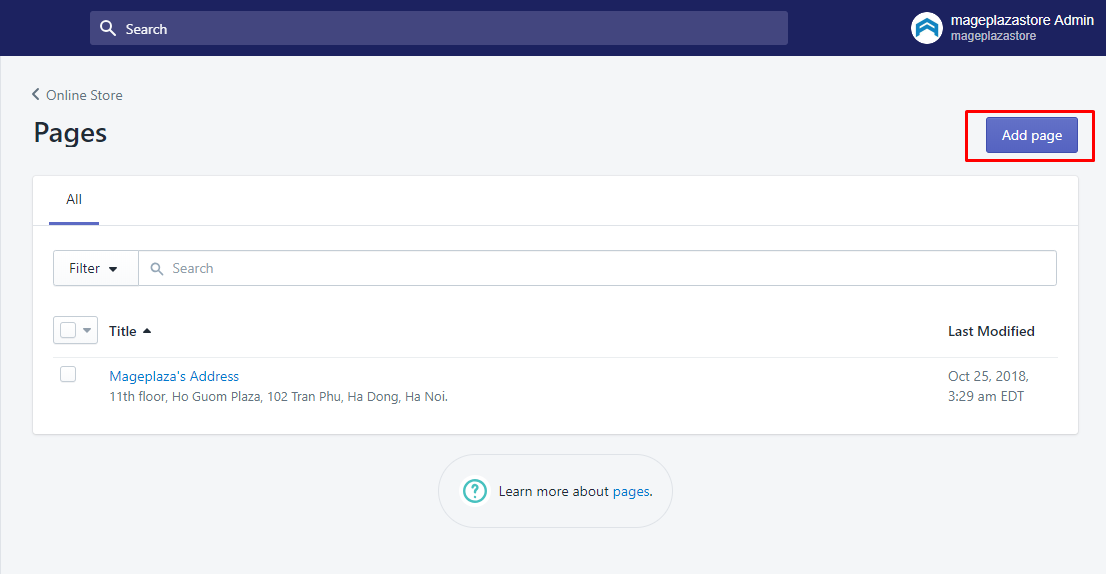 Search
mageplazastore Admin
mageplazastore
Online Store
Pages
Add page
All
Filter
Search
Title
Last Modified
Mageplaza's Address
11th floor, Ho Guom Plaza, 102 Tran Phu, Ha Dong, Ha Noi.
Oct 25, 2018,
3:29 am EDT
? Learn more about pages.